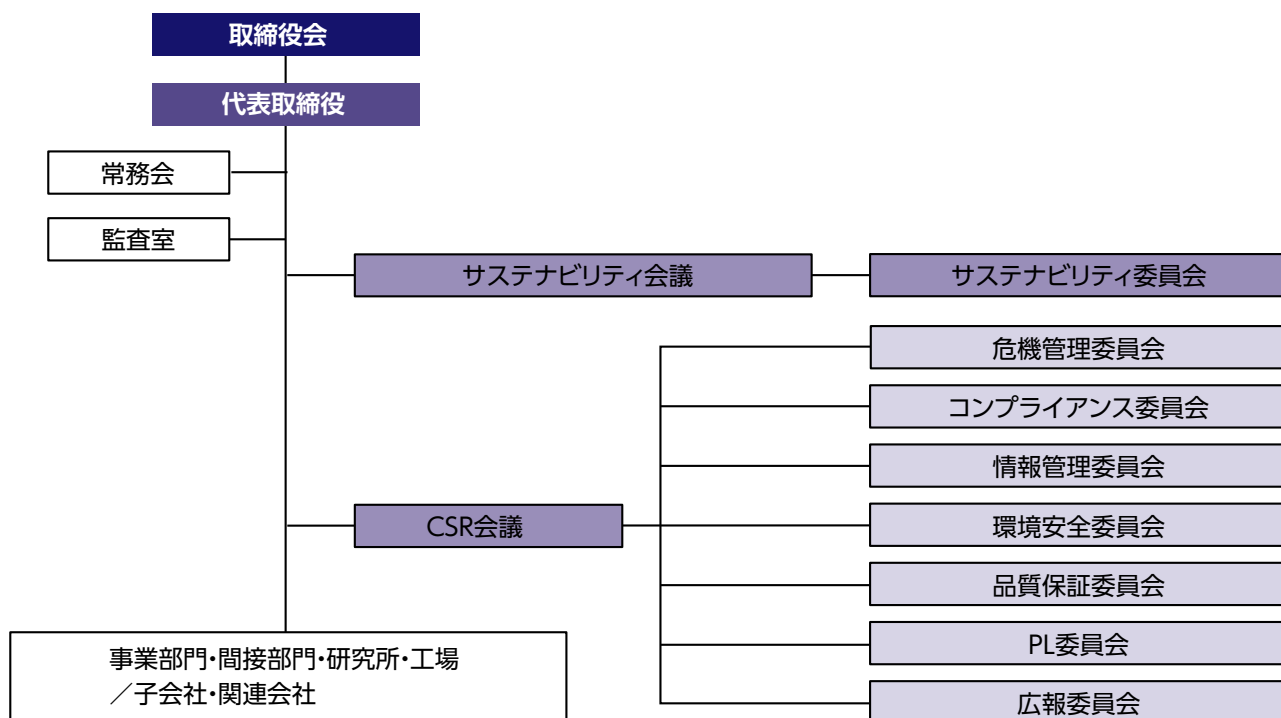 取締役会
代表取締役
常務会
監査室
サステナビリティ会議
サステナビリティ委員会
危機管理委員会
コンプライアンス委員会
情報管理委員会
CSR会議
環境安全委員会
品質保証委員会
PL委員会
広報委員会
事業部門・間接部門・研究所・工場
／子会社・関連会社